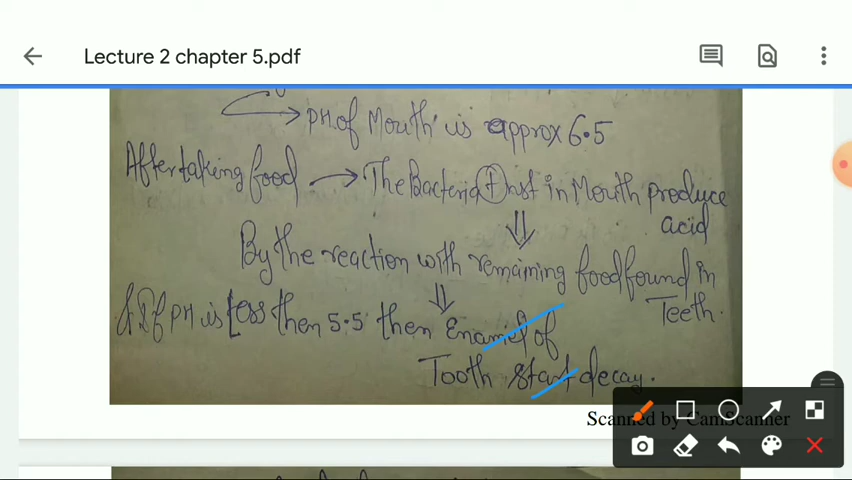 Lecture 2 chapter 5.pdf
PH.of Mouth is approx 6.5
After taking food → The Bacteria in Mouth produce
acid
By the reaction with remaining food found in
Teeth.
& If PH is Less then 5.5 then Enamel of
Tooth start decay.
Scanned by CamScanner